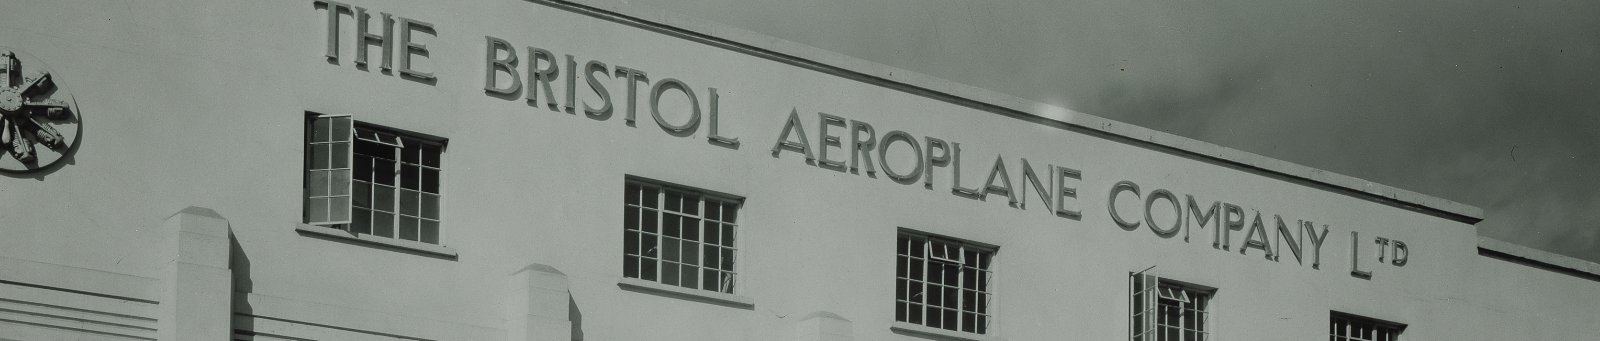 THE BRISTOL AEROPLANE COMPANY LTD